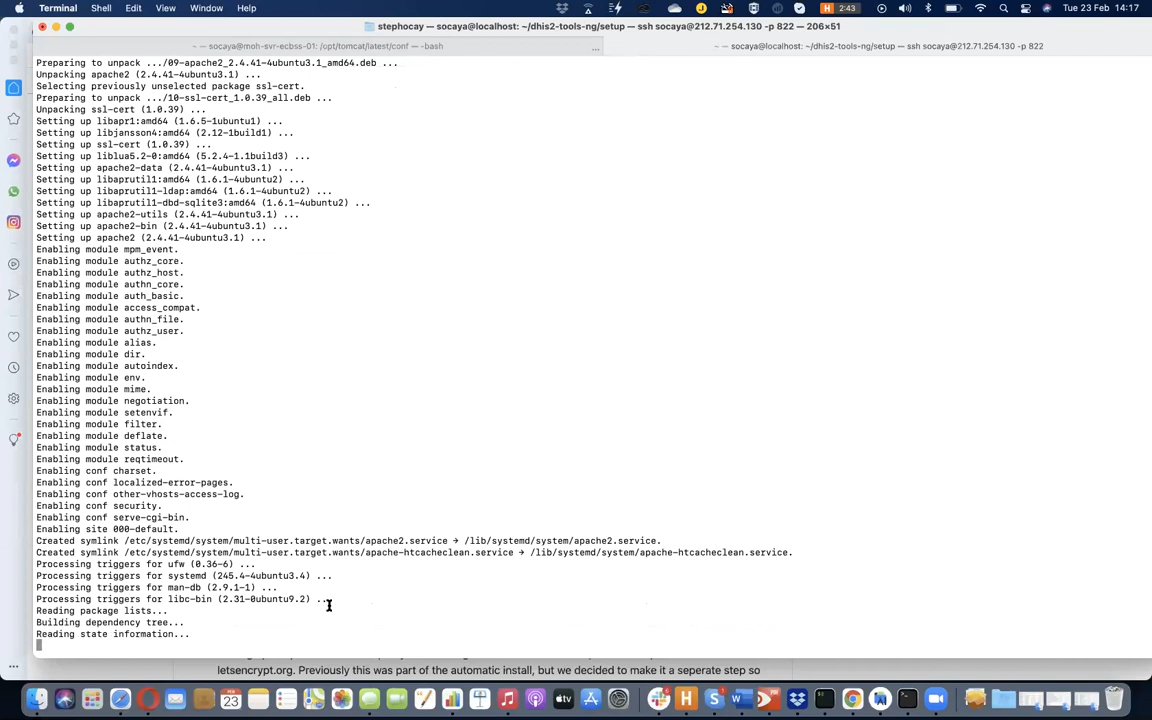 Terminal Shell Edit View Window Help H 2:43 Tue 23 Feb 14:17
stephocay — socaya@localhost: ~/dhis2-tools-ng/setup — ssh socaya@212.71.254.130 -p 822 — 206×51
~ — socaya@moh-svr-ecbss-01: /opt/tomcat/latest/conf — -bash ... ~ — socaya@localhost: ~/dhis2-tools-ng/setup — ssh socaya@212.71.254.130 -p 822
Preparing to unpack .../09-apache2_2.4.41-4ubuntu3.1_amd64.deb ...
Unpacking apache2 (2.4.41-4ubuntu3.1) ...
Selecting previously unselected package ssl-cert.
Preparing to unpack .../10-ssl-cert_1.0.39_all.deb ...
Unpacking ssl-cert (1.0.39) ...
Setting up libapr1:amd64 (1.6.5-1ubuntu1) ...
Setting up libjansson4:amd64 (2.12-1build1) ...
Setting up ssl-cert (1.0.39) ...
Setting up liblua5.2-0:amd64 (5.2.4-1.1build3) ...
Setting up apache2-data (2.4.41-4ubuntu3.1) ...
Setting up libaprutil1:amd64 (1.6.1-4ubuntu2) ...
Setting up libaprutil1-ldap:amd64 (1.6.1-4ubuntu2) ...
Setting up libaprutil1-dbd-sqlite3:amd64 (1.6.1-4ubuntu2) ...
Setting up apache2-utils (2.4.41-4ubuntu3.1) ...
Setting up apache2-bin (2.4.41-4ubuntu3.1) ...
Setting up apache2 (2.4.41-4ubuntu3.1) ...
Enabling module mpm_event.
Enabling module authz_core.
Enabling module authz_host.
Enabling module authn_core.
Enabling module auth_basic.
Enabling module access_compat.
Enabling module authn_file.
Enabling module authz_user.
Enabling module alias.
Enabling module dir.
Enabling module autoindex.
Enabling module env.
Enabling module mime.
Enabling module negotiation.
Enabling module setenvif.
Enabling module filter.
Enabling module deflate.
Enabling module status.
Enabling module reqtimeout.
Enabling conf charset.
Enabling conf localized-error-pages.
Enabling conf other-vhosts-access-log.
Enabling conf security.
Enabling conf serve-cgi-bin.
Enabling site 000-default.
Created symlink /etc/systemd/system/multi-user.target.wants/apache2.service → /lib/systemd/system/apache2.service.
Created symlink /etc/systemd/system/multi-user.target.wants/apache-htcacheclean.service → /lib/systemd/system/apache-htcacheclean.service.
Processing triggers for ufw (0.36-6) ...
Processing triggers for systemd (245.4-4ubuntu3.4) ...
Processing triggers for man-db (2.9.1-1) ...
Processing triggers for libc-bin (2.31-0ubuntu9.2) ...
Reading package lists...
Building dependency tree...
Reading state information...
letsencrypt.org. Previously this was part of the automatic install, but we decided to make it a seperate step so